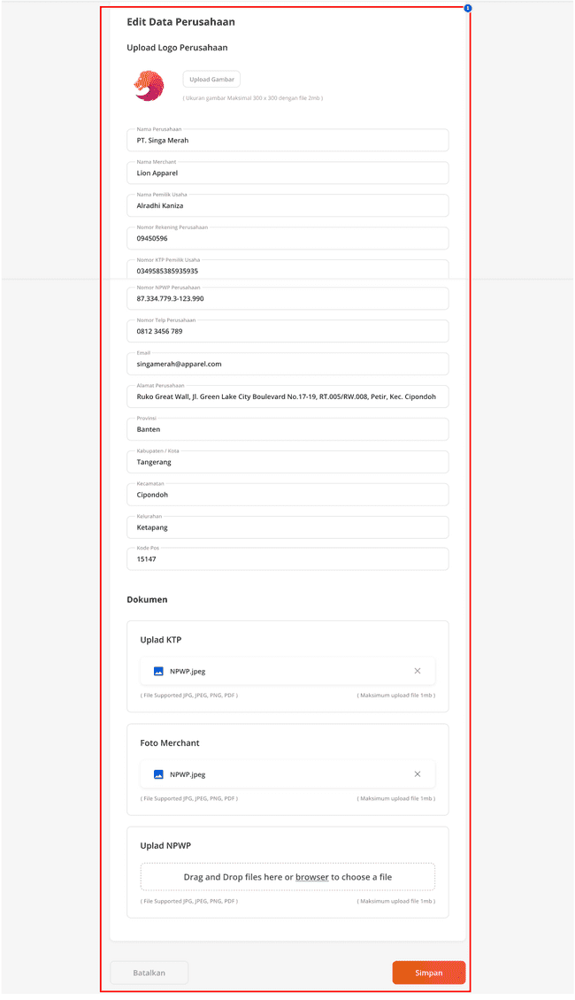 1
Edit Data Perusahaan
Upload Logo Perusahaan
Upload Gambar
( Ukuran gambar Maksimal 300 x 300 dengan file 2mb )
Nama Perusahaan
PT. Singa Merah
Nama Merchant
Lion Apparel
Nama Pemilik Usaha
Alradhi Kaniza
Nomor Rekening Perusahaan
09450596
Nomor KTP Pemilik Usaha
0349585385935935
Nomor NPWP Perusahaan
87.334.779.3-123.990
Nomor Telp Perusahaan
0812 3456 789
Email
singamerah@apparel.com
Alamat Perusahaan
Ruko Great Wall, Jl. Green Lake City Boulevard No.17-19, RT.005/RW.008, Petir, Kec. Cipondoh
Provinsi
Banten
Kabupaten / Kota
Tangerang
Kecamatan
Cipondoh
Kelurahan
Ketapang
Kode Pos
15147
Dokumen
Uplad KTP
NPWP.jpeg
( File Supported JPG, JPEG, PNG, PDF )
( Maksimum upload file 1mb )
Foto Merchant
NPWP.jpeg
( File Supported JPG, JPEG, PNG, PDF )
( Maksimum upload file 1mb )
Uplad NPWP
Drag and Drop files here or browser to choose a file
( File Supported JPG, JPEG, PNG, PDF )
( Maksimum upload file 1mb )
Batalkan
Simpan